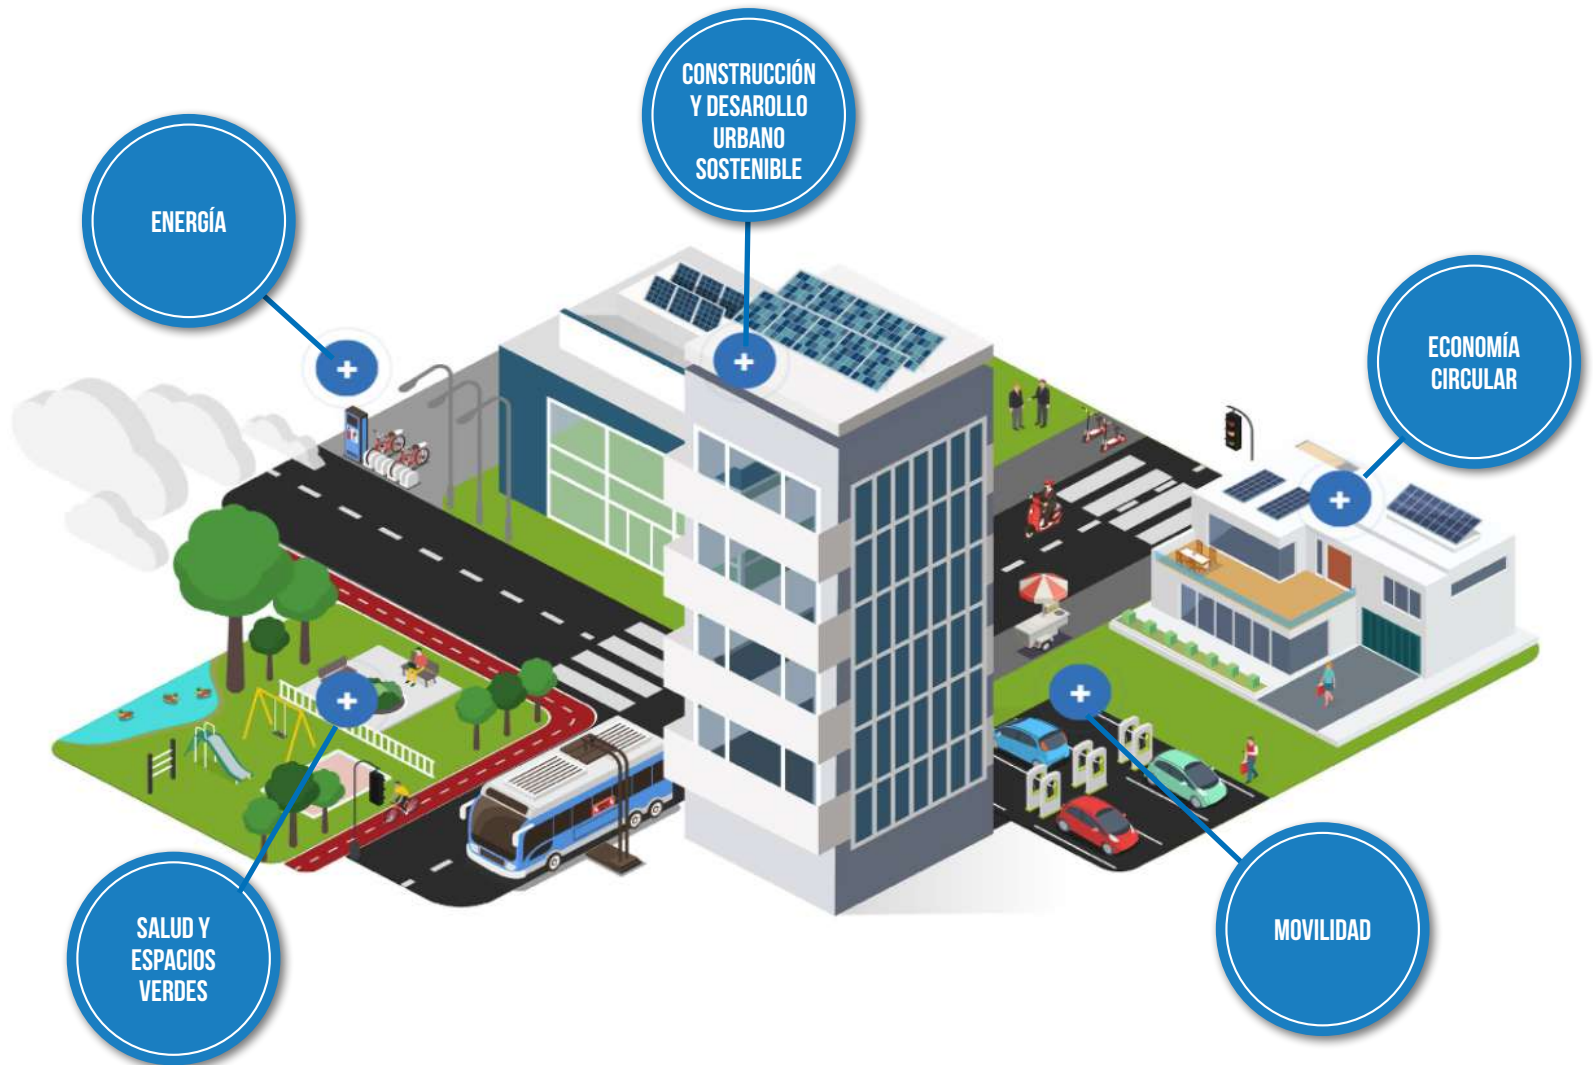 CONSTRUCCIÓN
Y DESAROLLO
URBANO
SOSTENIBLE
ENERGÍA
ECONOMÍA
CIRCULAR
SALUD Y
ESPACIOS
VERDES
MOVILIDAD